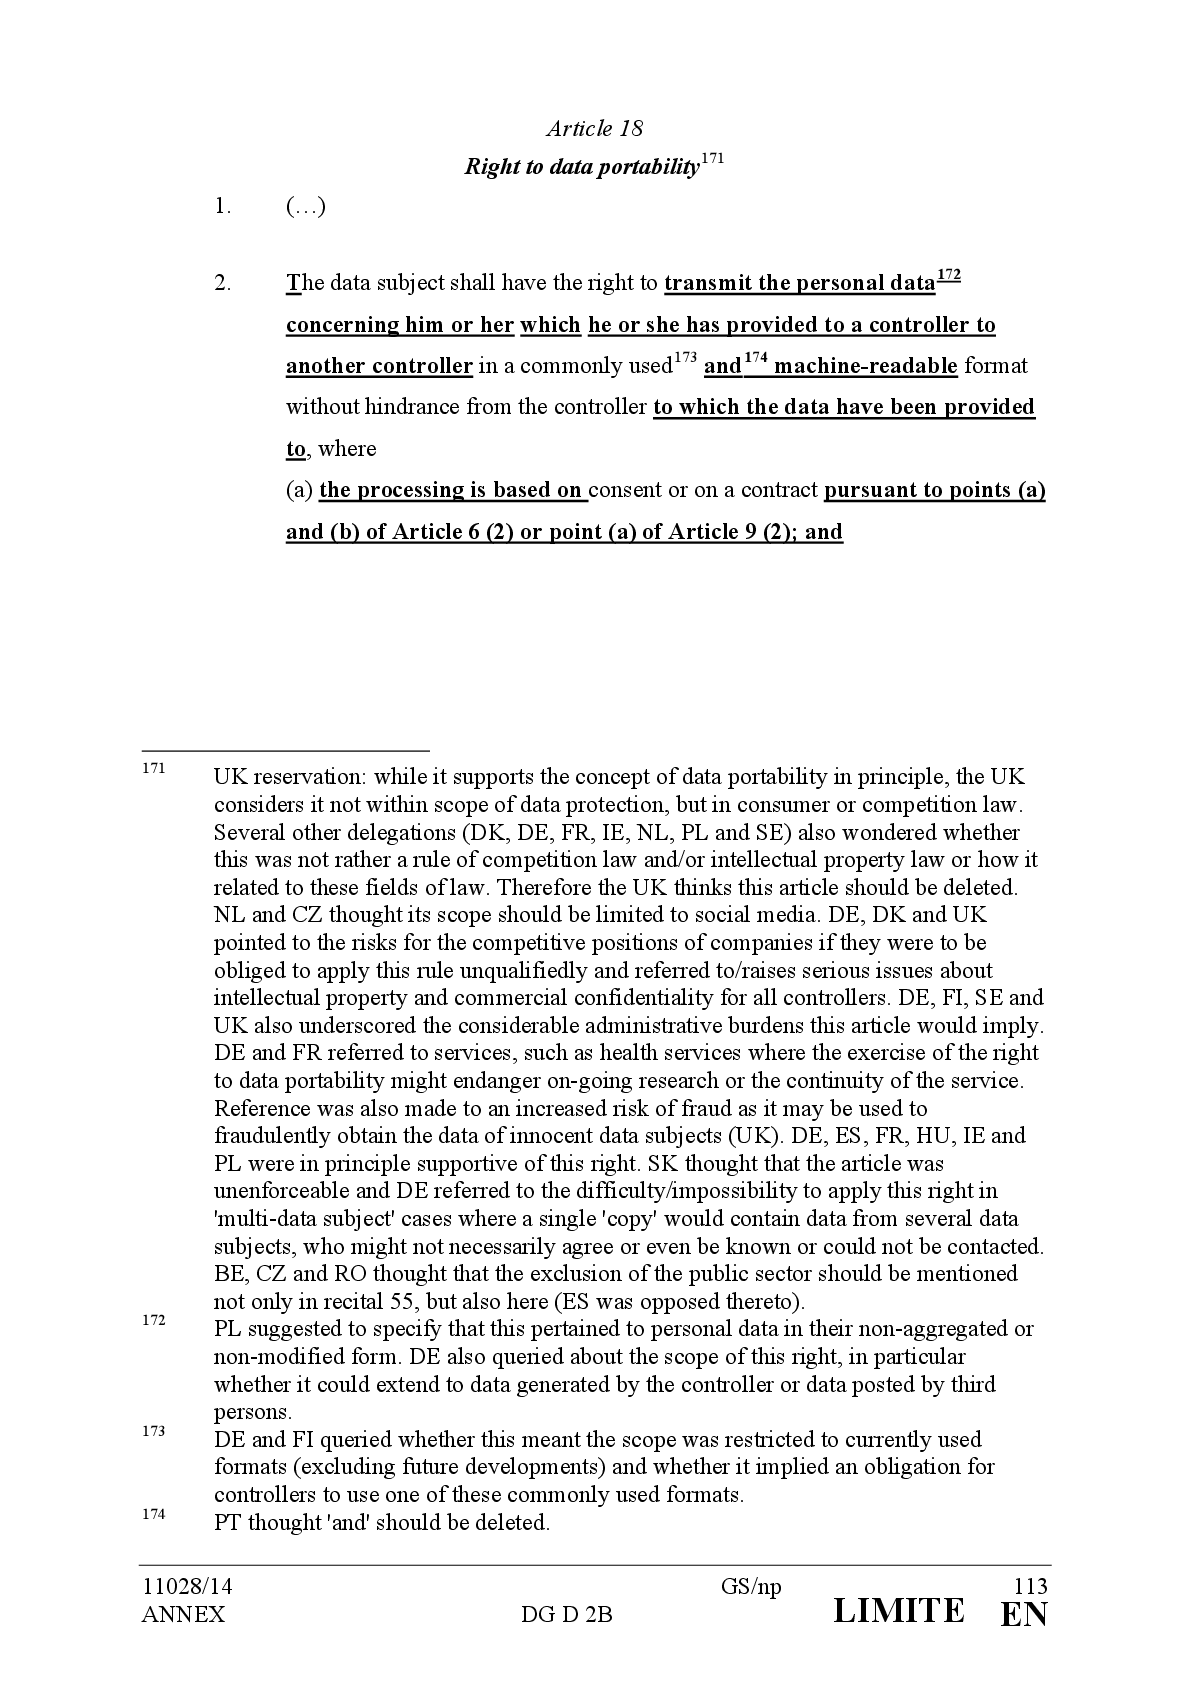 Article 18
Right to data portability171
1. (…)
2. The data subject shall have the right to transmit the personal data172
concerning him or her which he or she has provided to a controller to
another controller in a commonly used173 and174 machine-readable format
without hindrance from the controller to which the data have been provided
to, where
(a) the processing is based on consent or on a contract pursuant to points (a)
and (b) of Article 6 (2) or point (a) of Article 9 (2); and
171 UK reservation: while it supports the concept of data portability in principle, the UK
considers it not within scope of data protection, but in consumer or competition law.
Several other delegations (DK, DE, FR, IE, NL, PL and SE) also wondered whether
this was not rather a rule of competition law and/or intellectual property law or how it
related to these fields of law. Therefore the UK thinks this article should be deleted.
NL and CZ thought its scope should be limited to social media. DE, DK and UK
pointed to the risks for the competitive positions of companies if they were to be
obliged to apply this rule unqualifiedly and referred to/raises serious issues about
intellectual property and commercial confidentiality for all controllers. DE, FI, SE and
UK also underscored the considerable administrative burdens this article would imply.
DE and FR referred to services, such as health services where the exercise of the right
to data portability might endanger on-going research or the continuity of the service.
Reference was also made to an increased risk of fraud as it may be used to
fraudulently obtain the data of innocent data subjects (UK). DE, ES, FR, HU, IE and
PL were in principle supportive of this right. SK thought that the article was
unenforceable and DE referred to the difficulty/impossibility to apply this right in
'multi-data subject' cases where a single 'copy' would contain data from several data
subjects, who might not necessarily agree or even be known or could not be contacted.
BE, CZ and RO thought that the exclusion of the public sector should be mentioned
not only in recital 55, but also here (ES was opposed thereto).
172 PL suggested to specify that this pertained to personal data in their non-aggregated or
non-modified form. DE also queried about the scope of this right, in particular
whether it could extend to data generated by the controller or data posted by third
persons.
173 DE and FI queried whether this meant the scope was restricted to currently used
formats (excluding future developments) and whether it implied an obligation for
controllers to use one of these commonly used formats.
174 PT thought 'and' should be deleted.
11028/14 GS/np 113
ANNEX DG D 2B LIMITE EN